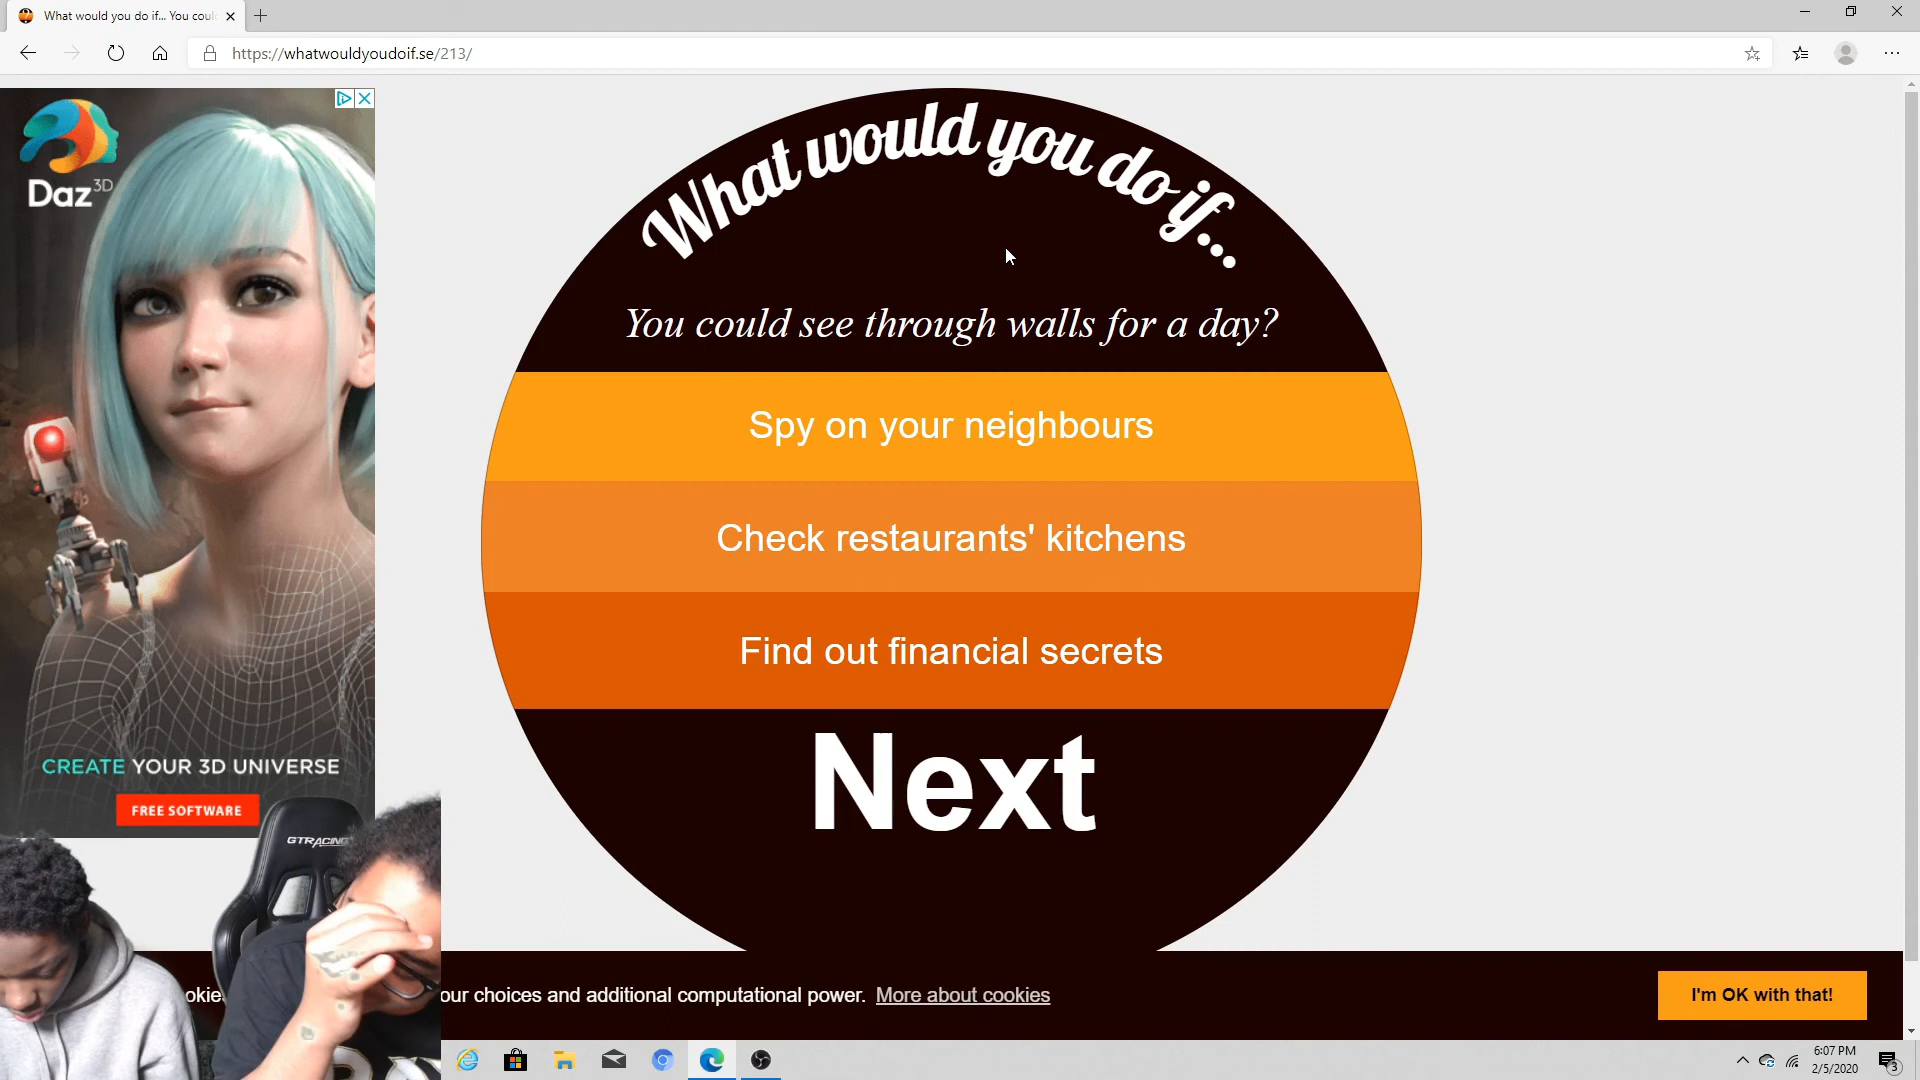 What would you do if... You coul
https://whatwouldyoudoif.se/213/
Daz 3D
CREATE YOUR 3D UNIVERSE
FREE SOFTWARE
What would you do if...
You could see through walls for a day?
Spy on your neighbours
Check restaurants' kitchens
Find out financial secrets
Next
GTRACING
okie
our choices and additional computational power. More about cookies
I'm OK with that!
6:07 PM
2/5/2020
3